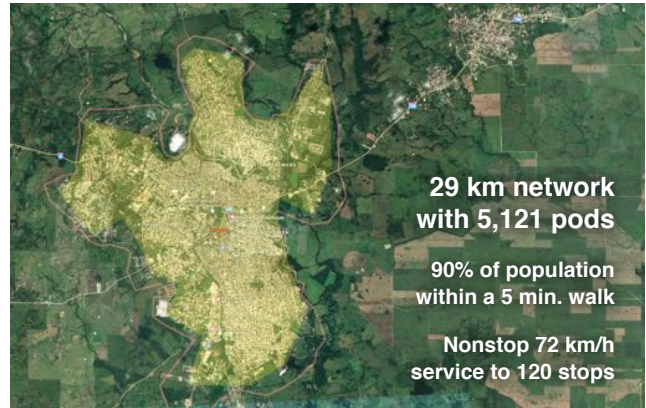 29 km network
with 5,121 pods
90% of population
within a 5 min. walk
Nonstop 72 km/h
service to 120 stops